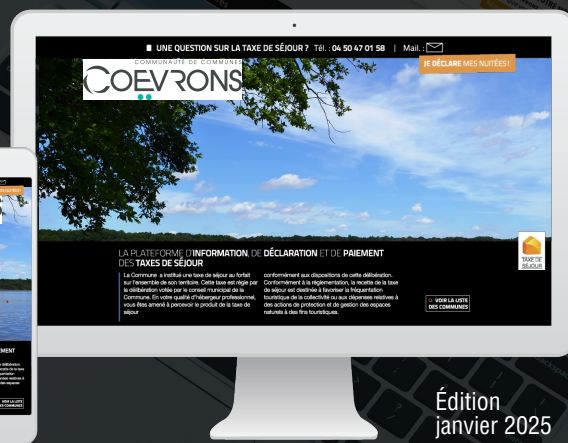 UNE QUESTION SUR LA TAXE DE SÉJOUR ? Tél. : 04 50 47 01 58 | Mail. :
JE DÉCLARE MES NUITÉES !
COMMUNAUTÉ DE COMMUNES
COEVRONS
LA PLATEFORME D'INFORMATION, DE DÉCLARATION ET DE PAIEMENT
DES TAXES DE SÉJOUR
La Commune a institué une taxe de séjour au forfait
sur l'ensemble de son territoire. Cette taxe est régie par
la délibération votée par le conseil municipal de la
Commune. En votre qualité d'hébergeur professionnel,
vous êtes amené à percevoir le produit de la taxe de
séjour
conformément aux dispositions de cette délibération.
Conformément à la réglementation, la recette de la taxe
de séjour est destinée à favoriser la fréquentation
touristique de la collectivité ou aux dépenses relatives à
des actions de protection et de gestion des espaces
naturels à des fins touristiques.
TAXE DE
SÉJOUR
VOIR LA LISTE
DES COMMUNES
Édition
janvier 2025